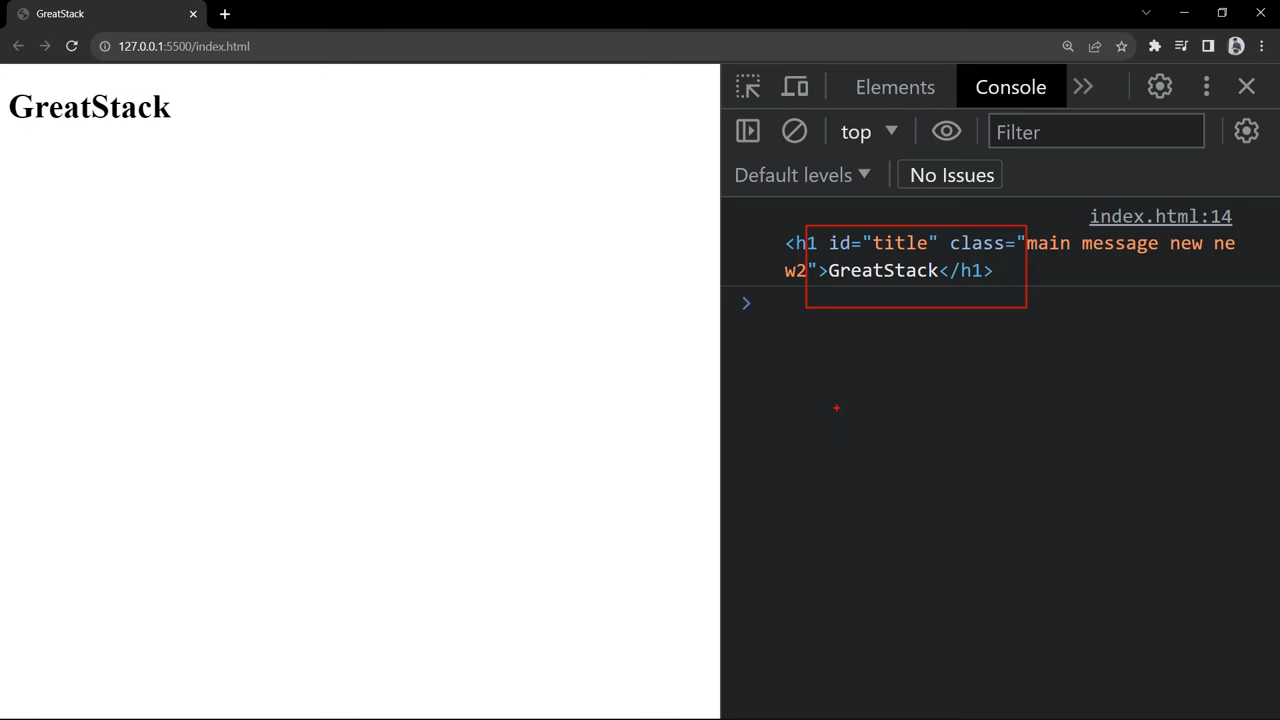 GreatStack
127.0.0.1:5500/index.html
GreatStack
Elements
Console
top
Filter
Default levels
No Issues
index.html:14
<h1 id="title" class="main message new ne
w2">GreatStack</h1>